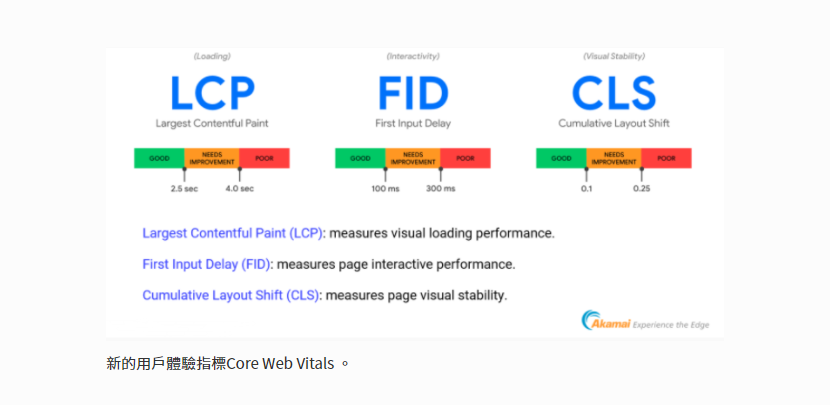 (Loading) (Interactivity) (Visual Stability)
LCP FID CLS
Largest Contentful Paint First Input Delay Cumulative Layout Shift
GOOD NEEDS IMPROVEMENT POOR GOOD NEEDS IMPROVEMENT POOR GOOD NEEDS IMPROVEMENT POOR
2.5 sec 4.0 sec 100 ms 300 ms 0.1 0.25
Largest Contentful Paint (LCP): measures visual loading performance.
First Input Delay (FID): measures page interactive performance.
Cumulative Layout Shift (CLS): measures page visual stability.
Akamai Experience the Edge
新的用戶體驗指標Core Web Vitals 。